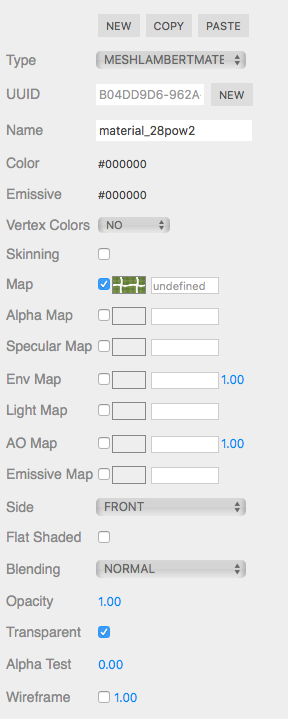 NEW COPY PASTE
Type MESHLAMBERTMATE
UUID B04DD9D6-962A- NEW
Name material_28pow2
Color #000000
Emissive #000000
Vertex Colors NO
Skinning
Map undefined
Alpha Map
Specular Map
Env Map 1.00
Light Map
AO Map 1.00
Emissive Map
Side FRONT
Flat Shaded
Blending NORMAL
Opacity 1.00
Transparent
Alpha Test 0.00
Wireframe 1.00